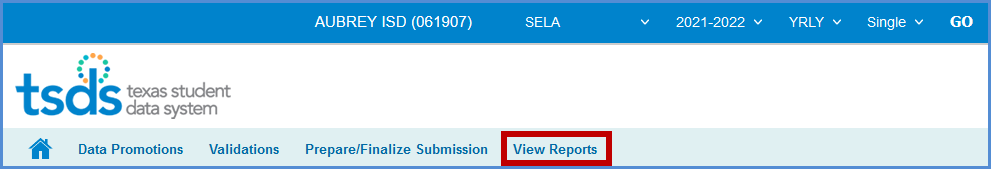 AUBREY ISD (061907) SELA 2021-2022 YRLY Single GO
tsds texas student
data system
Data Promotions Validations Prepare/Finalize Submission View Reports